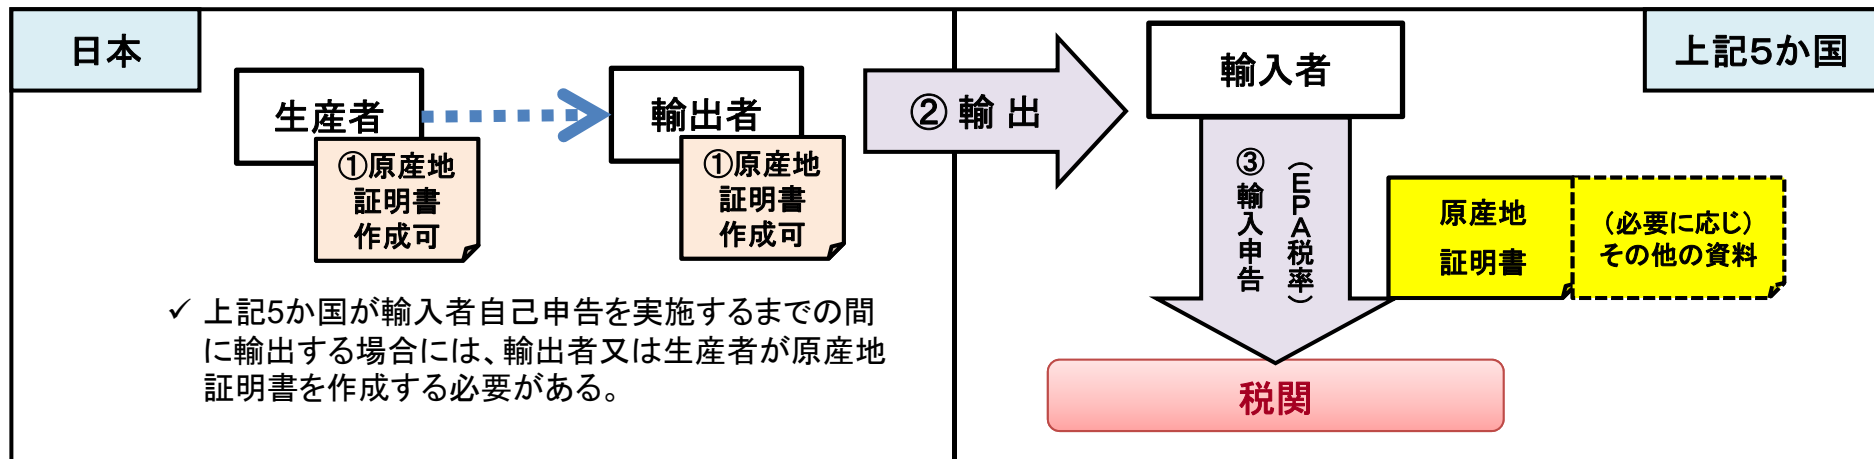 日本
上記５か国
生産者
①原産地
証明書
作成可
輸出者
①原産地
証明書
作成可
② 輸 出
輸入者
③輸入申告
（ＥＰＡ税率）
原産地
証明書
（必要に応じ）
その他の資料
✓ 上記5か国が輸入者自己申告を実施するまでの間
に輸出する場合には、輸出者又は生産者が原産地
証明書を作成する必要がある。
税関